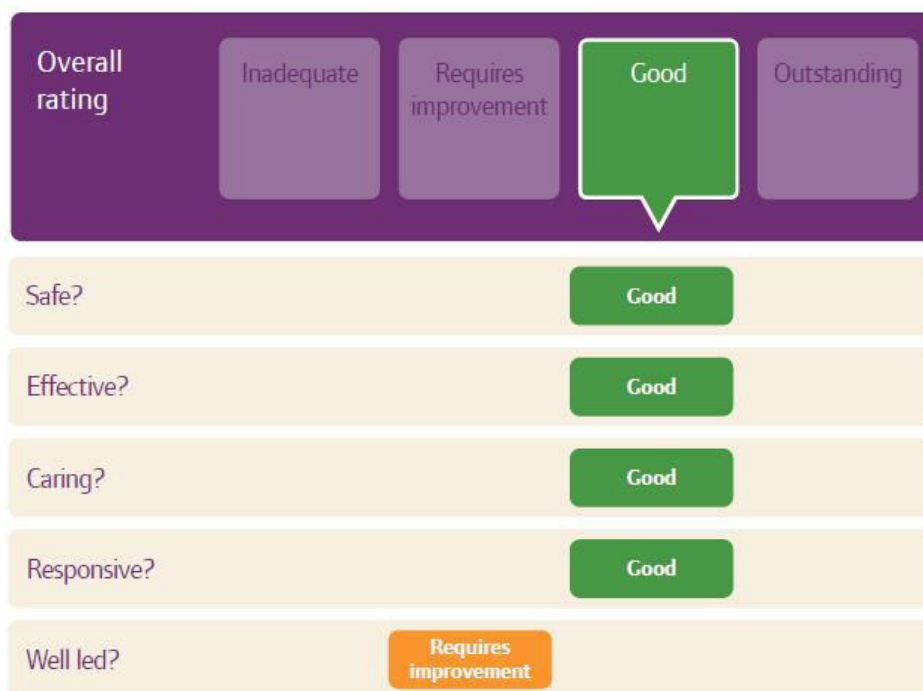 Overall
rating
Inadequate
Requires
improvement
Good
Outstanding
Safe?
Good
Effective?
Good
Caring?
Good
Responsive?
Good
Well led?
Requires
improvement